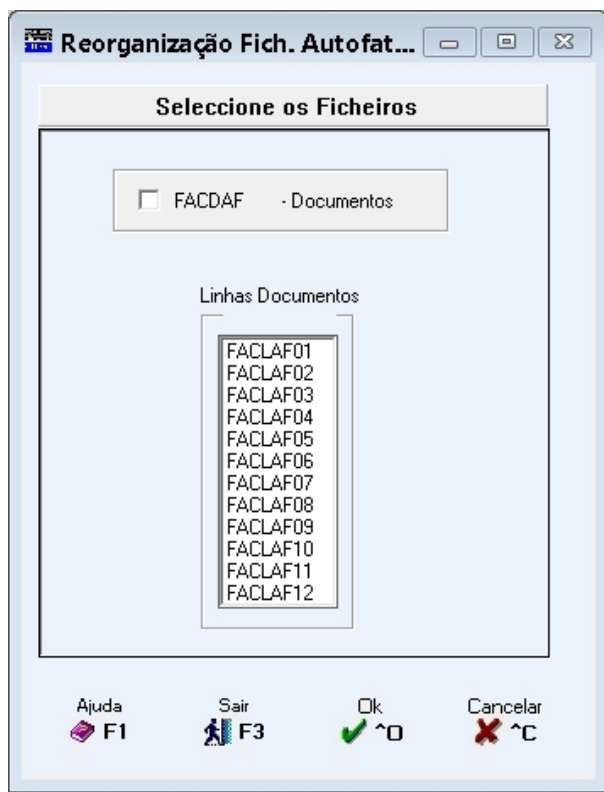 Reorganização Fich. Autofat...
Seleccione os Ficheiros
FACDAF - Documentos
Linhas Documentos
FACLAF01
FACLAF02
FACLAF03
FACLAF04
FACLAF05
FACLAF06
FACLAF07
FACLAF08
FACLAF09
FACLAF10
FACLAF11
FACLAF12
Ajuda Sair Ok Cancelar
F1 F3 ^O ^C